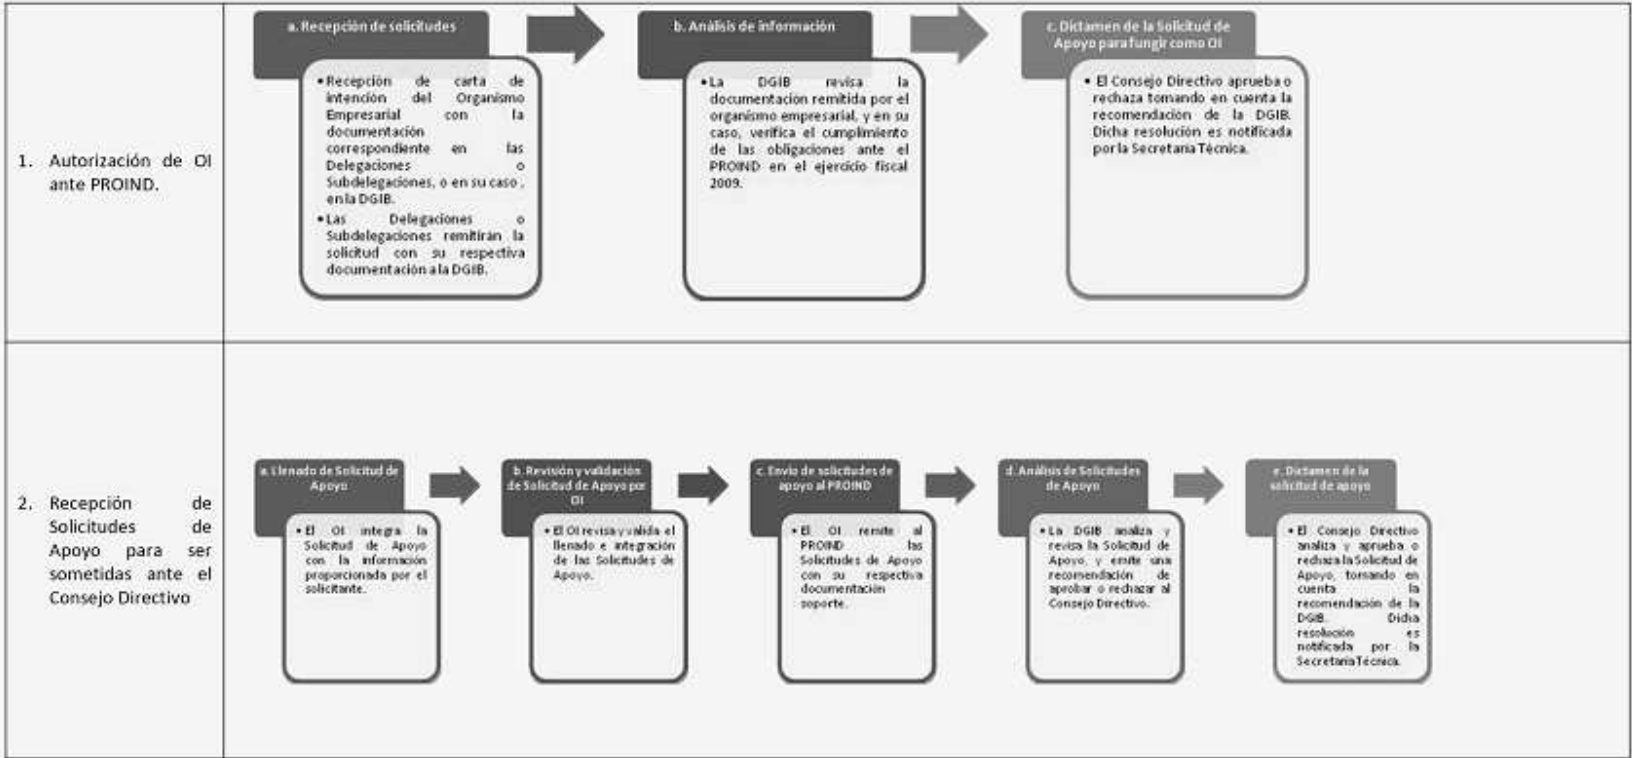 1. Autorización de OI
ante PROIND.
a. Recepción de solicitudes
• Recepción de carta de
intención del Organismo
Empresarial con la
documentación
correspondiente en las
Delegaciones o
Subdelegaciones, o en su caso ,
en la DGIB.
• Las Delegaciones o
Subdelegaciones remitirán la
solicitud con su respectiva
documentación a la DGIB.
b. Análisis de información
• La DGIB revisa la
documentación remitida por el
organismo empresarial, y en su
caso, verifica el cumplimiento
de las obligaciones ante el
PROIND en el ejercicio fiscal
2009.
c. Dictamen de la Solicitud de
Apoyo para fungir como OI
• El Consejo Directivo aprueba o
rechaza tomando en cuenta la
recomendación de la DGIB.
Dicha resolución es notificada
por la Secretaria Técnica.
2. Recepción de
Solicitudes de
Apoyo para ser
sometidas ante el
Consejo Directivo
a. Llenado de Solicitud de
Apoyo
• El OI integra la
Solicitud de Apoyo
con la información
proporcionada por el
solicitante.
b. Revisión y validación
de Solicitud de Apoyo por
OI
• El OI revisa y valida el
llenado e integración
de las Solicitudes de
Apoyo.
c. Envío de solicitudes de
apoyo al PROIND
• El OI remite al
PROIND las
Solicitudes de Apoyo
con su respectiva
documentación
soporte.
d. Análisis de Solicitudes
de Apoyo
• La DGIB analiza y
revisa la Solicitud de
Apoyo, y emite una
recomendación de
aprobar o rechazar al
Consejo Directivo.
e. Dictamen de la
solicitud de apoyo
• El Consejo Directivo
analiza y aprueba o
rechaza la Solicitud de
Apoyo, tomando en
cuenta la
recomendación de la
DGIB. Dicha
resolución es
notificada por la
Secretaria Técnica.